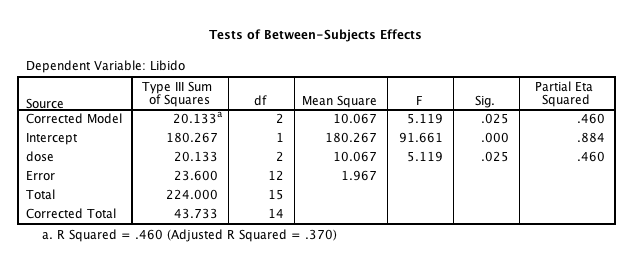 Tests of Between-Subjects Effects
Dependent Variable: Libido
Source Type III Sum of Squares df Mean Square F Sig. Partial Eta Squared
Corrected Model 20.133a 2 10.067 5.119 .025 .460
Intercept 180.267 1 180.267 91.661 .000 .884
dose 20.133 2 10.067 5.119 .025 .460
Error 23.600 12 1.967
Total 224.000 15
Corrected Total 43.733 14
a. R Squared = .460 (Adjusted R Squared = .370)